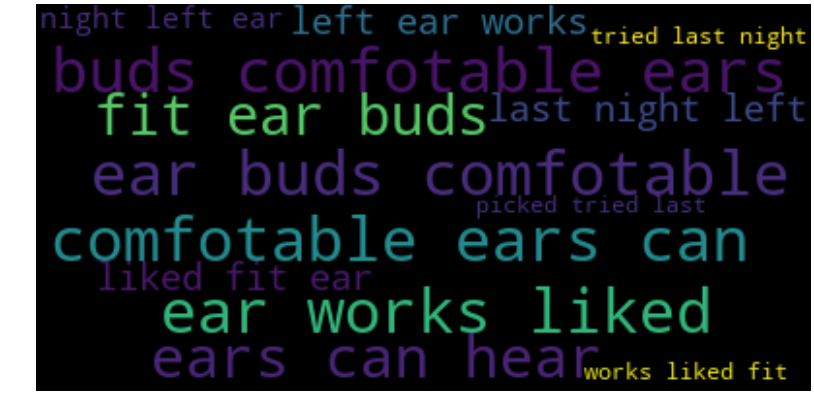 night left ear
left ear works
tried last night
buds comfotable ears
fit ear buds
last night left
ear buds comfotable
picked tried last
comfotable ears can
liked fit ear
ear works liked
ears can hear
works liked fit